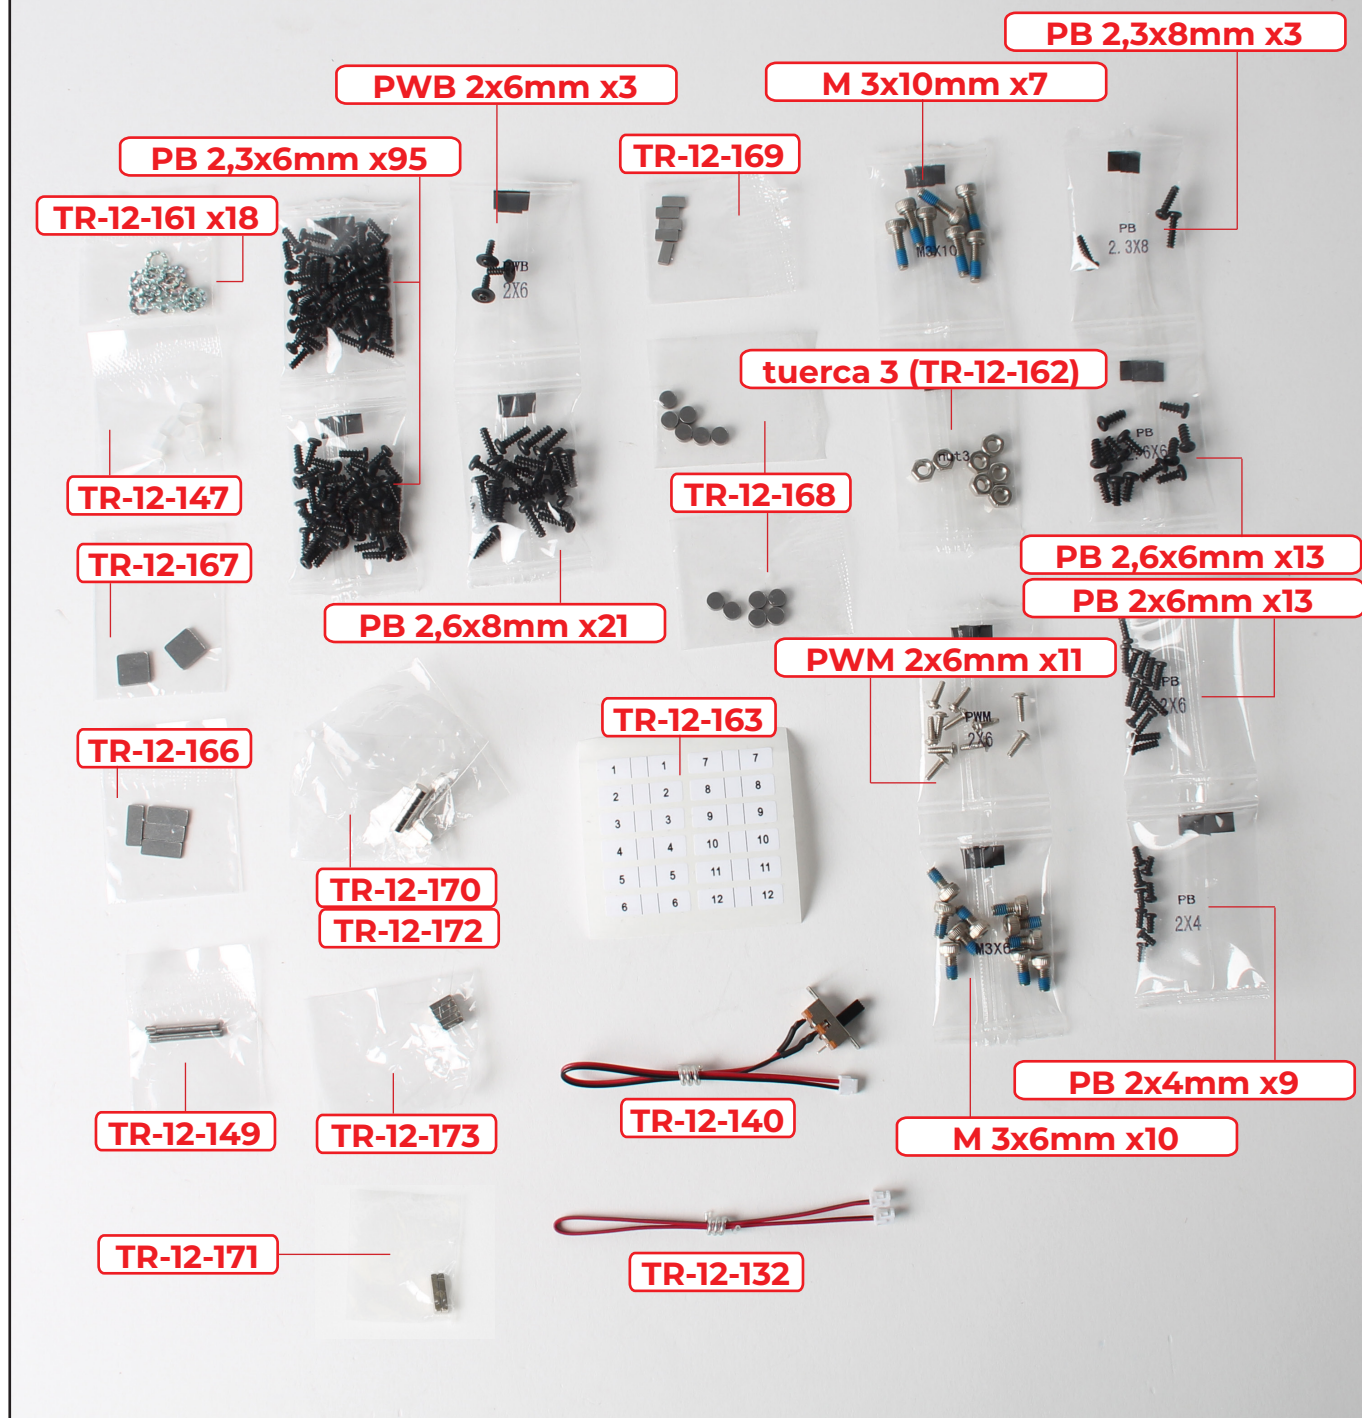 PB 2,3x8mm x3
PWB 2x6mm x3
M 3x10mm x7
PB 2,3x6mm x95
TR-12-169
TR-12-161 x18
PB
2.3X8
M3X10
PWB
2X6
tuerca 3 (TR-12-162)
PB
2.6X6
nut3
TR-12-147
TR-12-168
TR-12-167
PB 2,6x6mm x13
PB 2x6mm x13
PB 2,6x8mm x21
PWM 2x6mm x11
PB
2X6
TR-12-163
PWM
2X6
TR-12-166
1 1 7 7
2 2 8 8
3 3 9 9
4 4 10 10
5 5 11 11
6 6 12 12
TR-12-170
TR-12-172
PB
2X4
M3X6
PB 2x4mm x9
TR-12-149
TR-12-173
TR-12-140
M 3x6mm x10
TR-12-171
TR-12-132